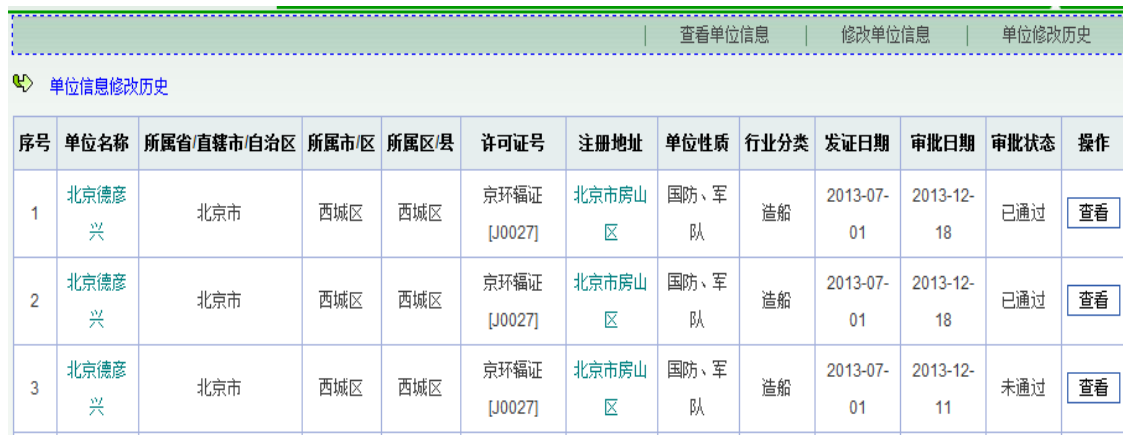 查看单位信息 | 修改单位信息 | 单位修改历史
单位信息修改历史
序号 单位名称 所属省/直辖市/自治区 所属市/区 所属区/县 许可证号 注册地址 单位性质 行业分类 发证日期 审批日期 审批状态 操作
1 北京德彦兴 北京市 西城区 西城区 京环辐证[J0027] 北京市房山区 国防、军队 造船 2013-07-01 2013-12-18 已通过 查看
2 北京德彦兴 北京市 西城区 西城区 京环辐证[J0027] 北京市房山区 国防、军队 造船 2013-07-01 2013-12-18 已通过 查看
3 北京德彦兴 北京市 西城区 西城区 京环辐证[J0027] 北京市房山区 国防、军队 造船 2013-07-01 2013-12-11 未通过 查看